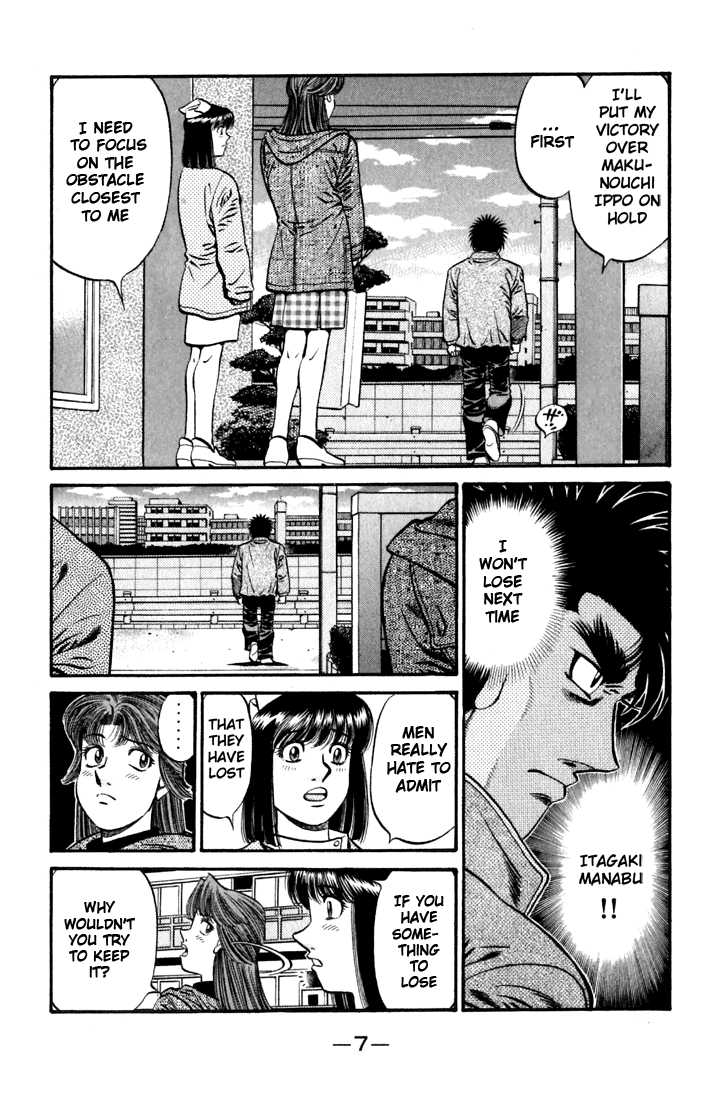 I'LL
PUT MY
VICTORY
OVER
MAKU-
NOUCHI
IPPO ON
HOLD
...
FIRST
I NEED
TO FOCUS
ON THE
OBSTACLE
CLOSEST
TO ME
ザッ
I
WON'T
LOSE
NEXT
TIME
ITAGAKI
MANABU
!!
MEN
REALLY
HATE TO
ADMIT
THAT
THEY
HAVE
LOST
.....
IF YOU
HAVE
SOME-
THING
TO
LOSE
WHY
WOULDN'T
YOU TRY
TO KEEP
IT?
—7—